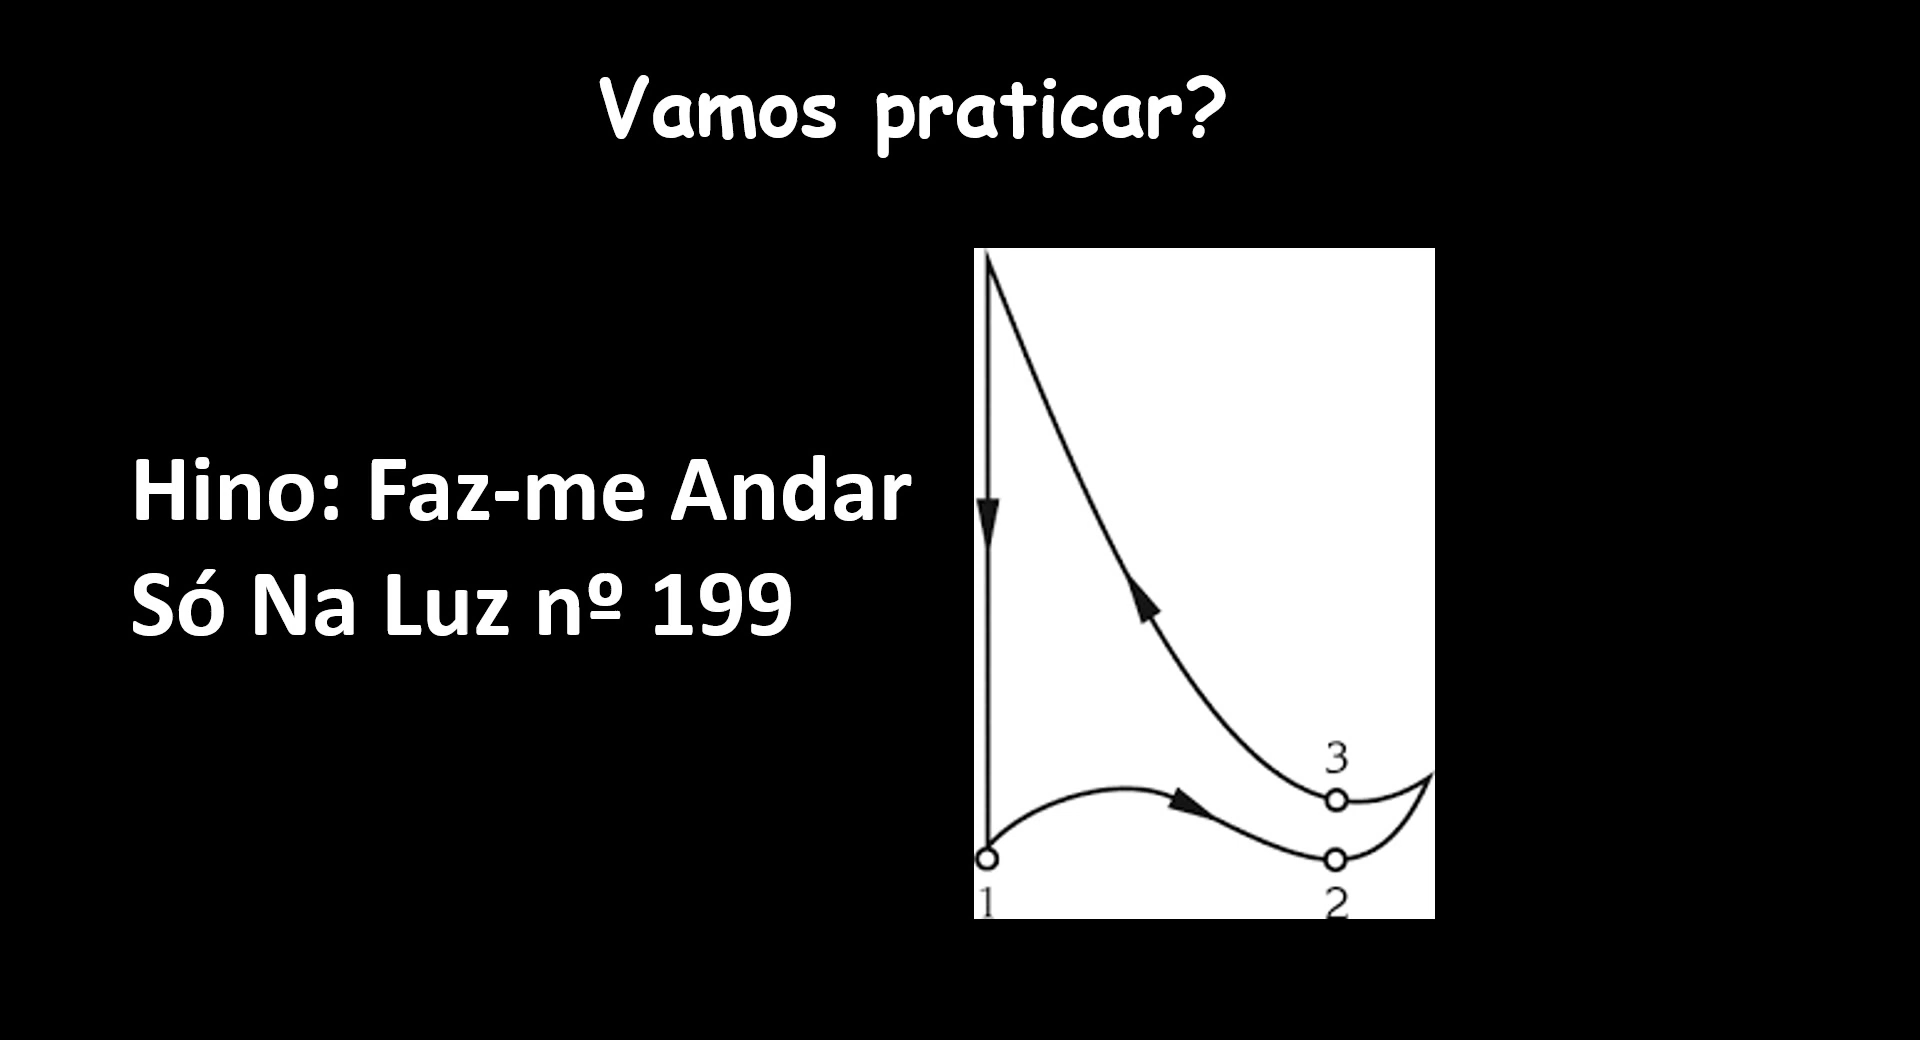 Vamos praticar?
Hino: Faz-me Andar
Só Na Luz nº 199
3
1
2